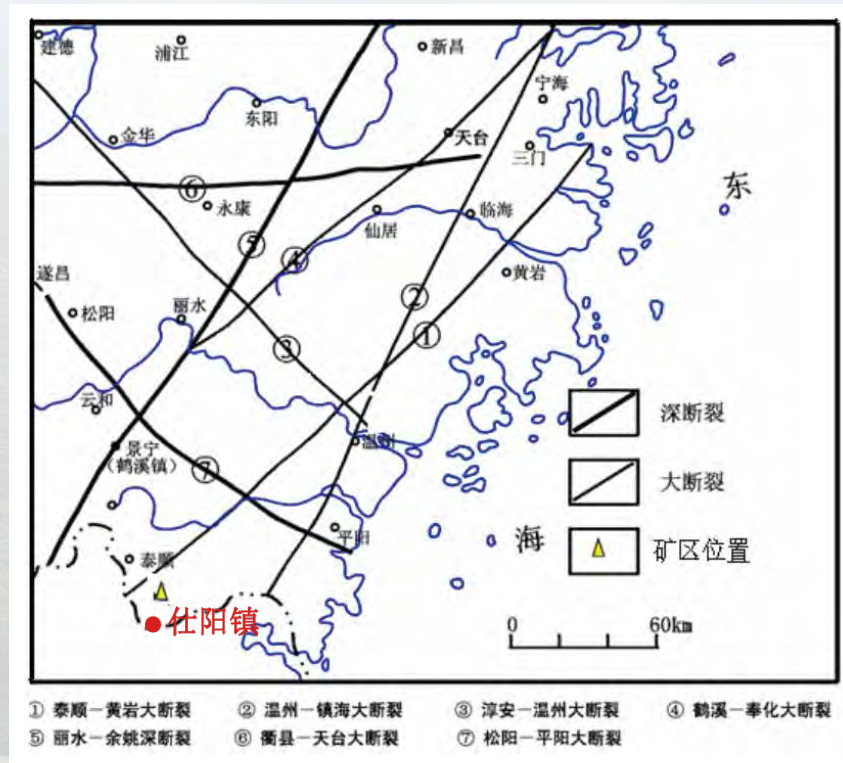 建德
浦江
新昌
宁海
东阳
金华
天台
三门
东
⑥
永康
仙居
临海
⑤
④
黄岩
遂昌
②
松阳
丽水
①
③
云和
深断裂
温州
景宁
(鹤溪镇)
⑦
大断裂
平阳
海
泰顺
矿区位置
仕阳镇
0 60km
① 泰顺—黄岩大断裂 ② 温州—镇海大断裂 ③ 淳安—温州大断裂 ④ 鹤溪—奉化大断裂
⑤ 丽水—余姚深断裂 ⑥ 衢县—天台大断裂 ⑦ 松阳—平阳大断裂